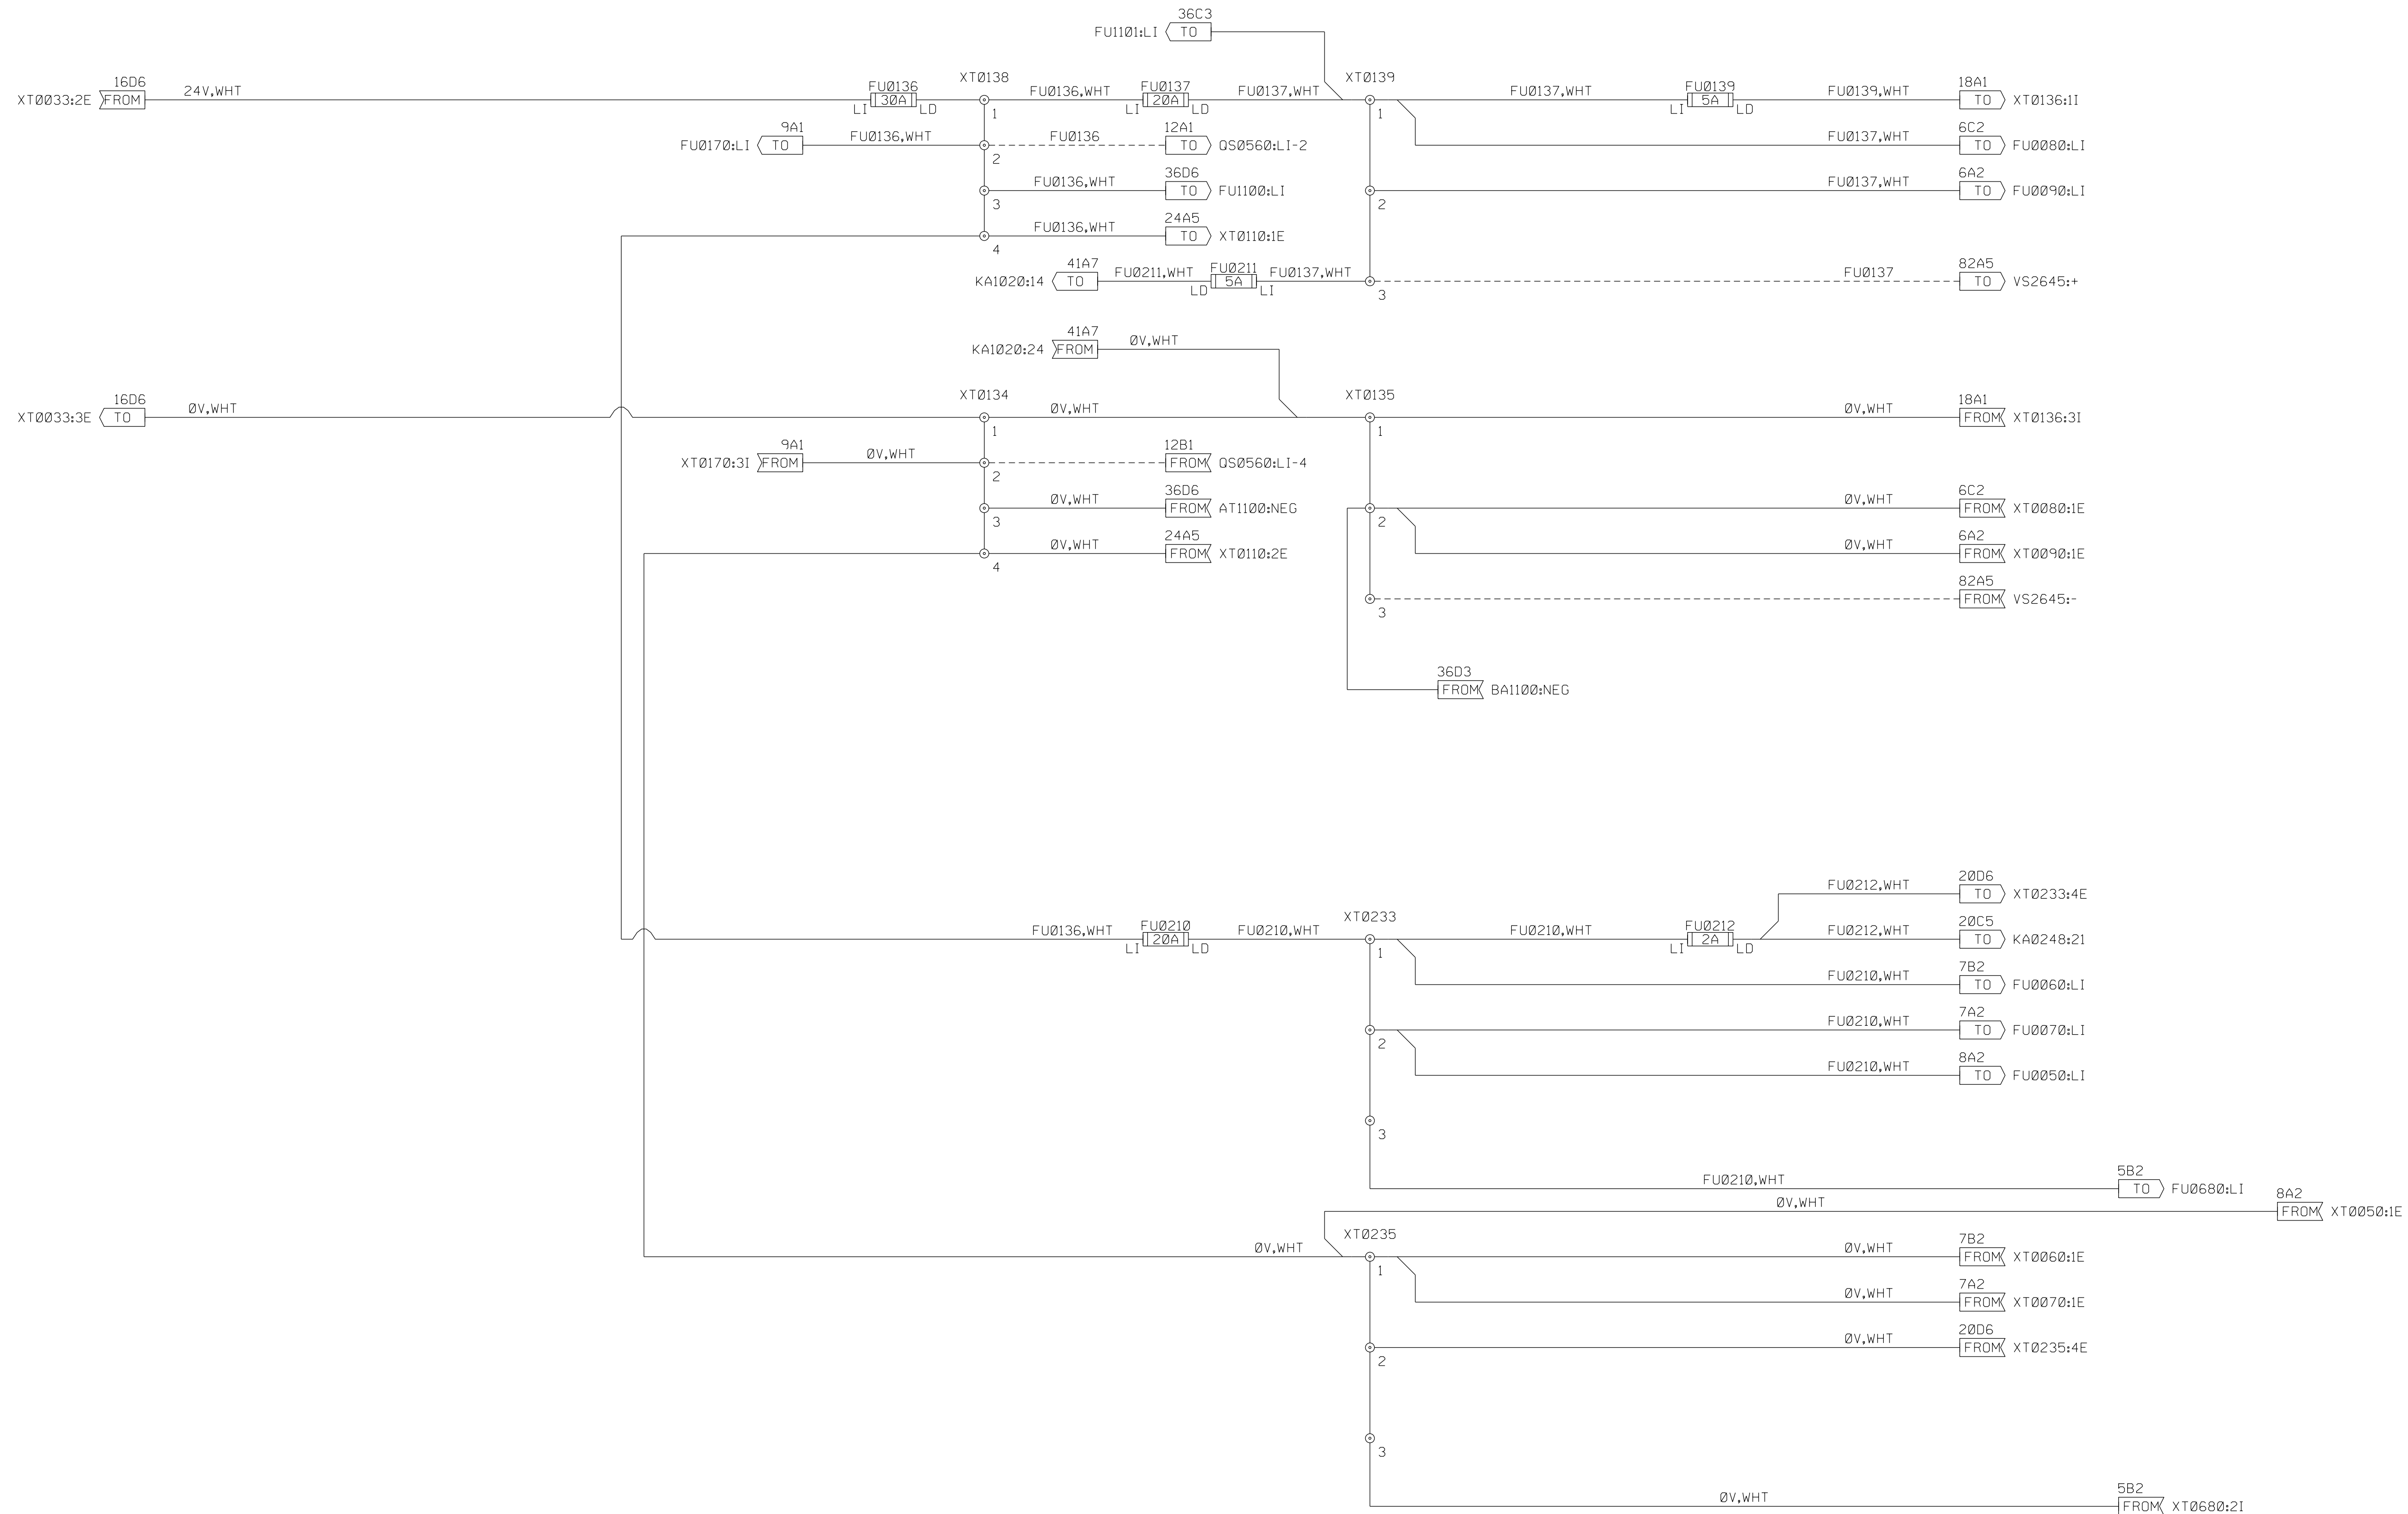 36C3
FU1101:LI TO
XT0138 XT0139
16D6 FU0136 FU0137 FU0139 18A1
XT0033:2E FROM 24V,WHT 30A FU0136,WHT 20A FU0137,WHT FU0137,WHT 5A FU0139,WHT TO XT0136:1I
LI LD 1 LI LD 1 LI LD
9A1 12A1 6C2
FU0170:LI TO FU0136,WHT FU0136 TO QS0560:LI-2 FU0137,WHT TO FU0080:LI
2
36D6 6A2
FU0136,WHT TO FU1100:LI FU0137,WHT TO FU0090:LI
3 2
24A5
FU0136,WHT TO XT0110:1E
4
41A7 FU0211 82A5
KA1020:14 TO FU0211,WHT 5A FU0137,WHT FU0137 TO VS2645:+
LD LI 3
41A7
KA1020:24 FROM 0V,WHT
XT0134 XT0135
16D6 18A1
XT0033:3E TO 0V,WHT 0V,WHT 0V,WHT FROM XT0136:3I
1 1
9A1 12B1
XT0170:3I FROM 0V,WHT FROM QS0560:LI-4
2
36D6 6C2
0V,WHT FROM AT1100:NEG 0V,WHT FROM XT0080:1E
3 2
24A5 6A2
0V,WHT FROM XT0110:2E 0V,WHT FROM XT0090:1E
4
82A5
FROM VS2645:-
3
36D3
FROM BA1100:NEG
20D6
FU0212,WHT TO XT0233:4E
XT0233
FU0210 FU0212 20C5
FU0136,WHT 20A FU0210,WHT FU0210,WHT 2A FU0212,WHT TO KA0248:21
LI LD 1 LI LD
7B2
FU0210,WHT TO FU0060:LI
7A2
FU0210,WHT TO FU0070:LI
2
8A2
FU0210,WHT TO FU0050:LI
3
5B2
FU0210,WHT TO FU0680:LI
8A2
0V,WHT FROM XT0050:1E
XT0235
7B2
0V,WHT 0V,WHT FROM XT0060:1E
1
7A2
0V,WHT FROM XT0070:1E
20D6
0V,WHT FROM XT0235:4E
2
3
5B2
0V,WHT FROM XT0680:2I